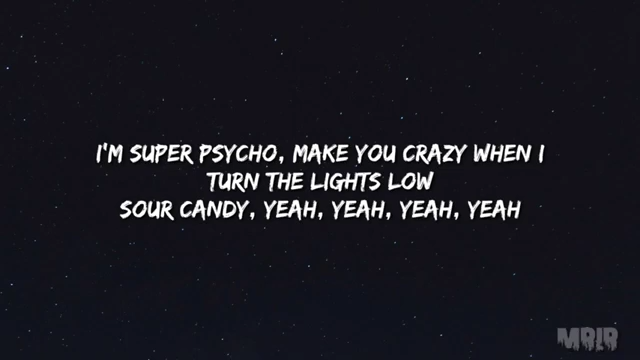 I'M SUPER PSYCHO, MAKE YOU CRAZY WHEN I
TURN THE LIGHTS LOW
SOUR CANDY, YEAH, YEAH, YEAH, YEAH